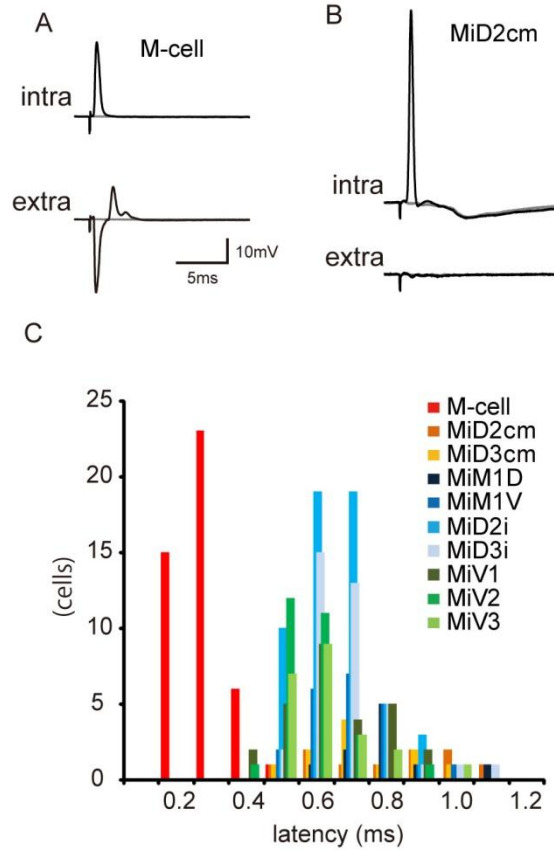 A
M-cell
intra
extra
10mV
5ms
B
MiD2cm
intra
extra
C
25
20
15
10
5
0
(cells)
0.2 0.4 0.6 0.8 1.0 1.2
latency (ms)
M-cell
MiD2cm
MiD3cm
MiM1D
MiM1V
MiD2i
MiD3i
MiV1
MiV2
MiV3